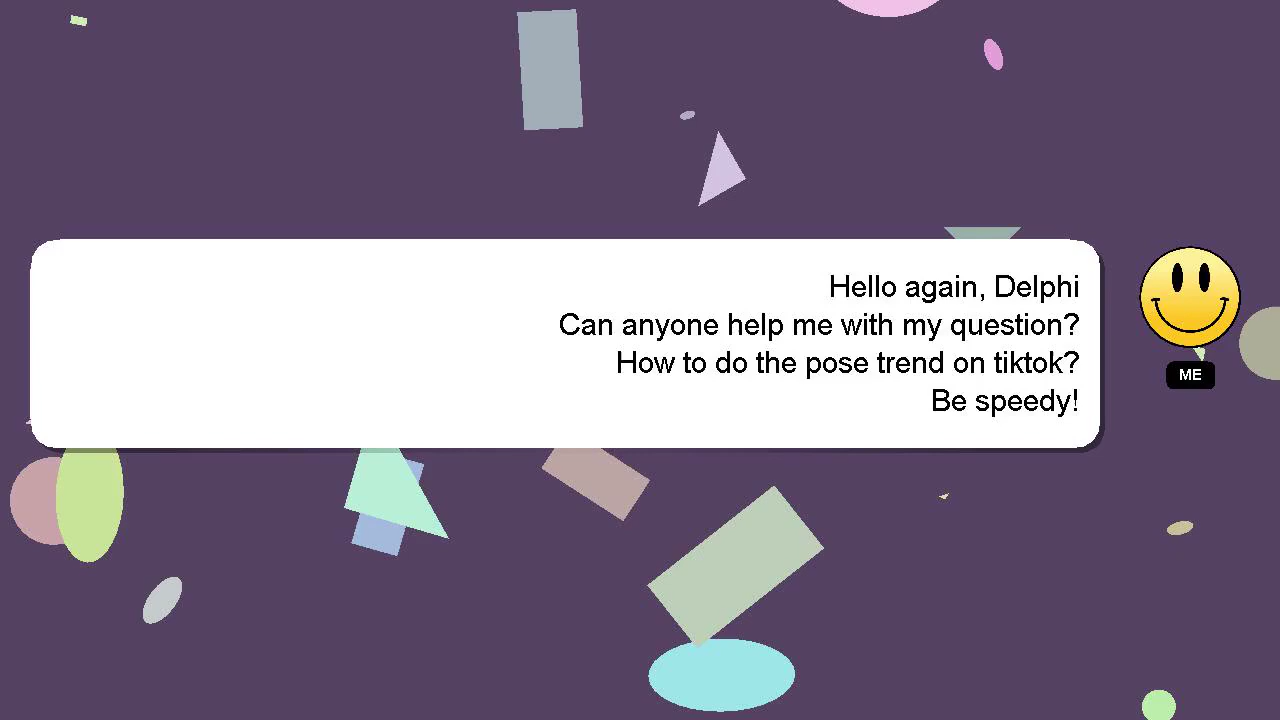 Hello again, Delphi
Can anyone help me with my question?
How to do the pose trend on tiktok?
Be speedy!
ME